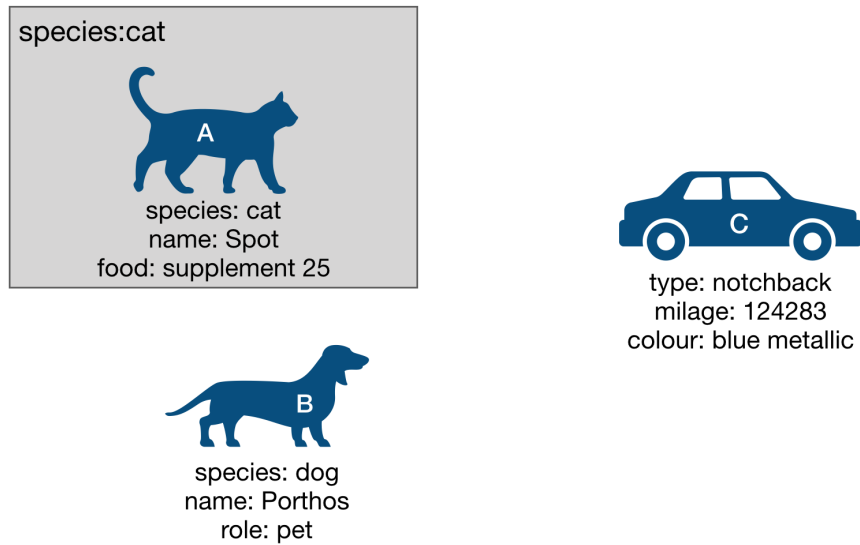 species:cat
A
species: cat
name: Spot
food: supplement 25
C
type: notchback
milage: 124283
colour: blue metallic
B
species: dog
name: Porthos
role: pet